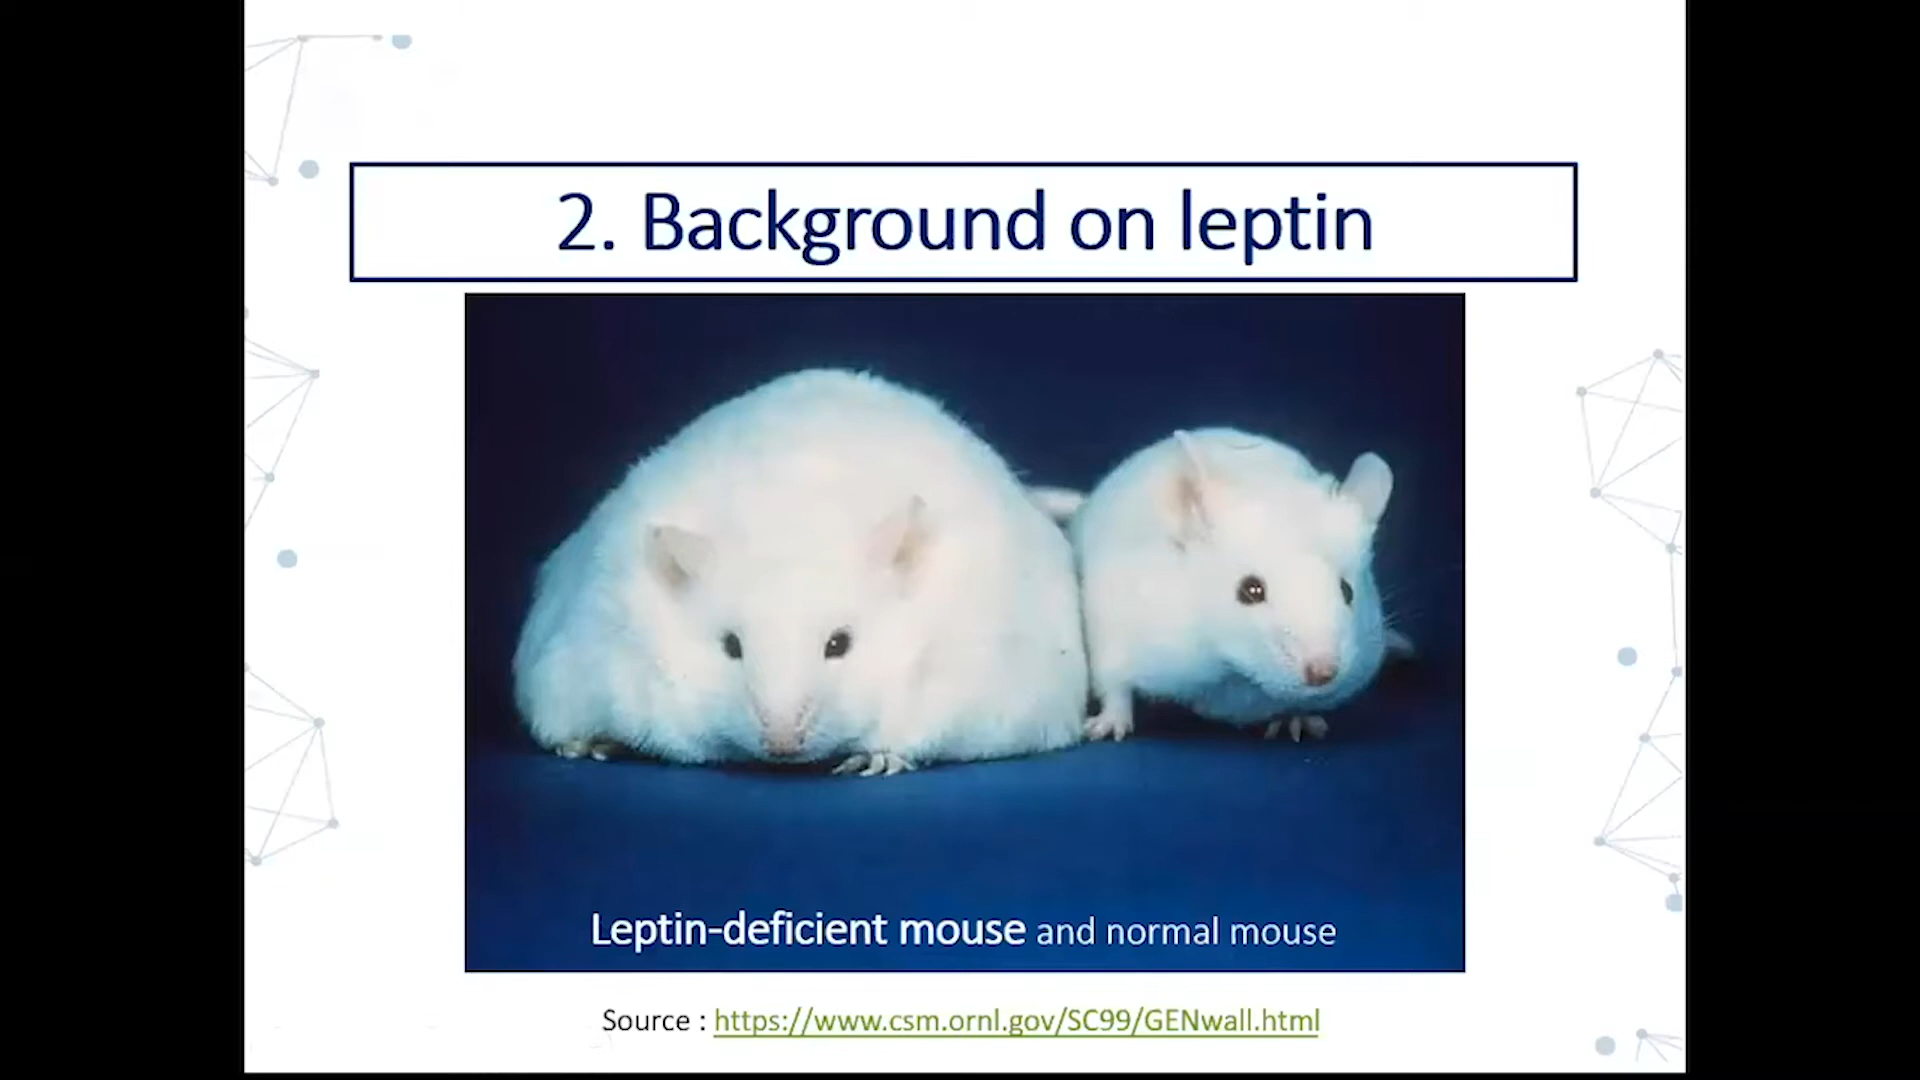 2. Background on leptin
Leptin-deficient mouse and normal mouse
Source : https://www.csm.ornl.gov/SC99/GENwall.html